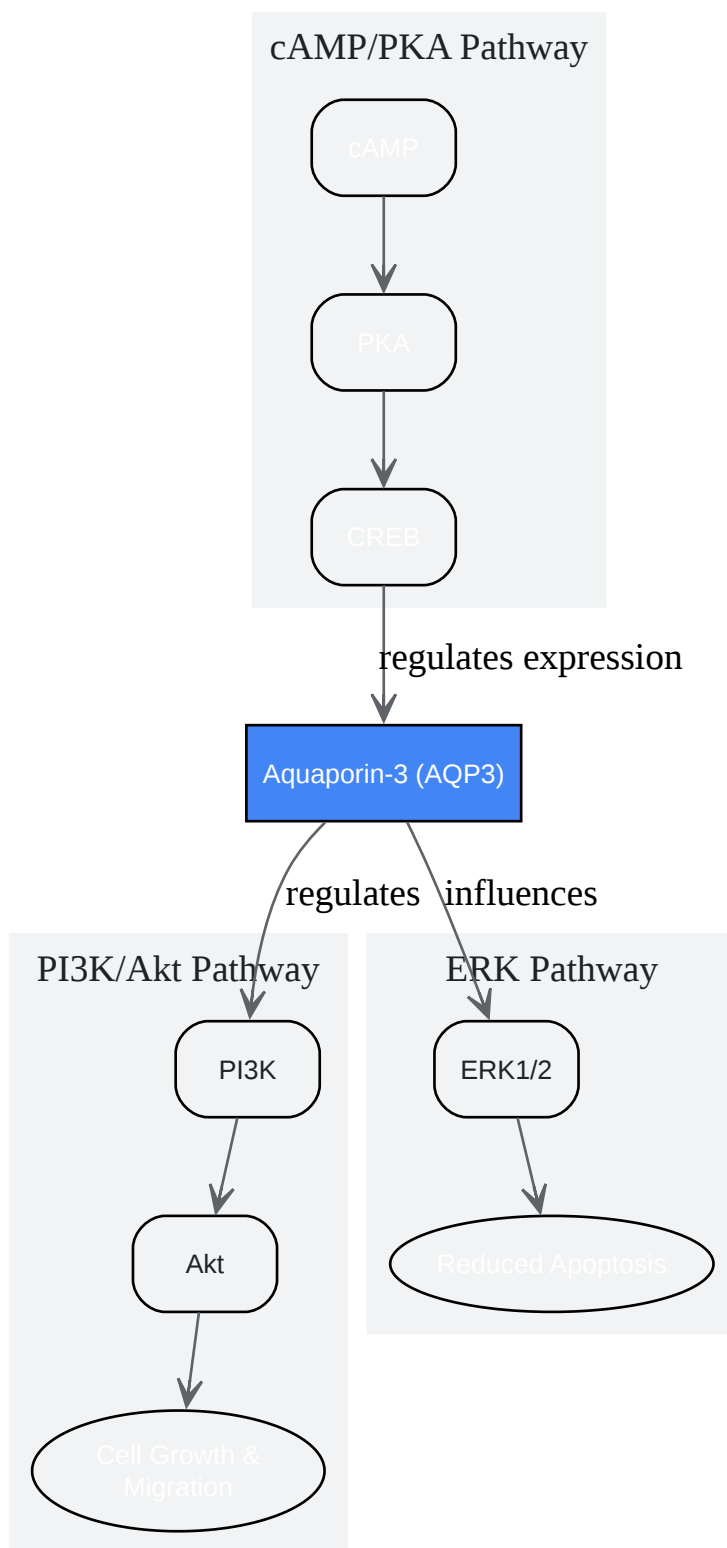 cAMP/PKA Pathway
cAMP
PKA
CREB
regulates expression
Aquaporin-3 (AQP3)
regulates
influences
PI3K/Akt Pathway
ERK Pathway
PI3K
ERK1/2
Akt
Reduced Apoptosis
Cell Growth &
Migration